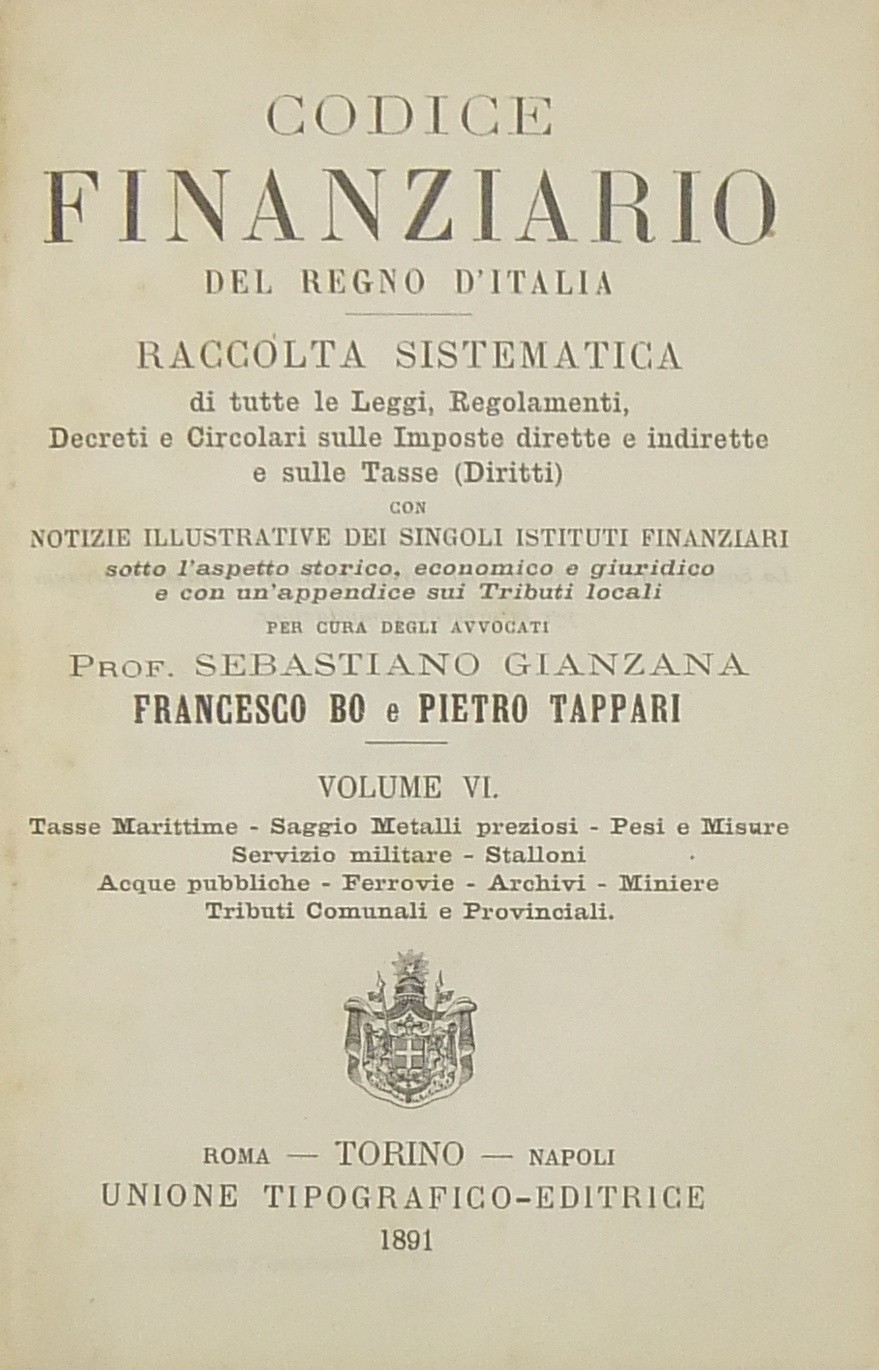 CODICE
FINANZIARIO
DEL REGNO D'ITALIA
RACCOLTA SISTEMATICA
di tutte le Leggi, Regolamenti,
Decreti e Circolari sulle Imposte dirette e indirette
e sulle Tasse (Diritti)
CON
NOTIZIE ILLUSTRATIVE DEI SINGOLI ISTITUTI FINANZIARI
sotto l'aspetto storico, economico e giuridico
e con un'appendice sui Tributi locali
PER CURA DEGLI AVVOCATI
PROF. SEBASTIANO GIANZANA
FRANCESCO BO e PIETRO TAPPARI
VOLUME VI.
Tasse Marittime - Saggio Metalli preziosi - Pesi e Misure
Servizio militare - Stalloni
Acque pubbliche - Ferrovie - Archivi - Miniere
Tributi Comunali e Provinciali.
ROMA — TORINO — NAPOLI
UNIONE TIPOGRAFICO-EDITRICE
1891